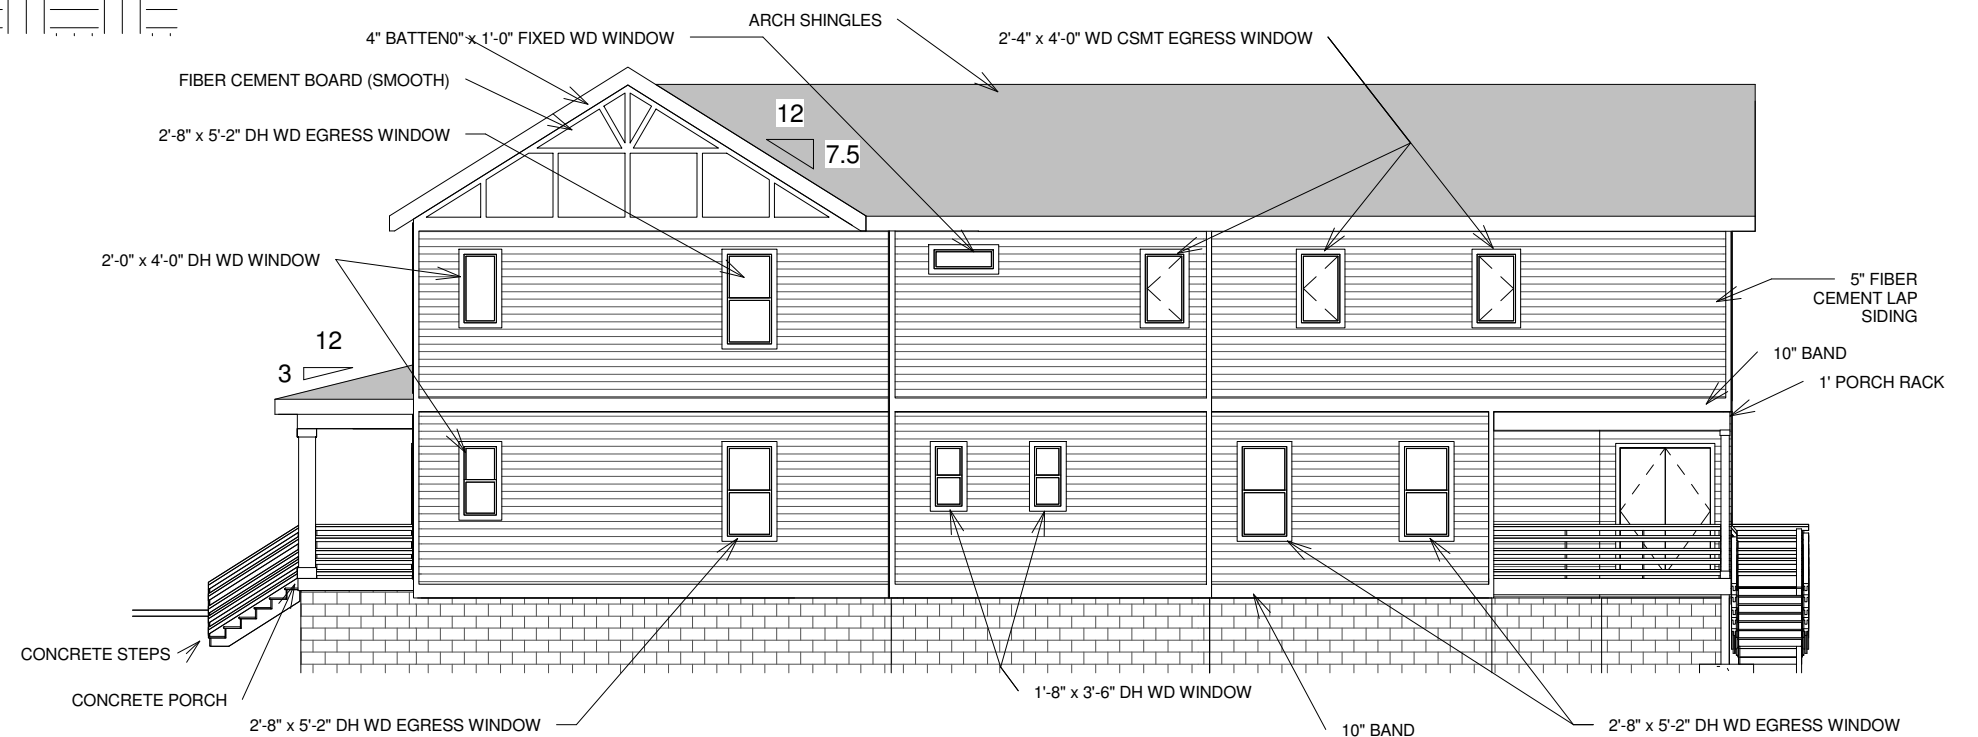 ARCH SHINGLES
4" BATTEN0" x 1'-0" FIXED WD WINDOW
2'-4" x 4'-0" WD CSMT EGRESS WINDOW
FIBER CEMENT BOARD (SMOOTH)
12
7.5
2'-8" x 5'-2" DH WD EGRESS WINDOW
2'-0" x 4'-0" DH WD WINDOW
5" FIBER
CEMENT LAP
SIDING
12
3
10" BAND
1' PORCH RACK
CONCRETE STEPS
CONCRETE PORCH
2'-8" x 5'-2" DH WD EGRESS WINDOW
1'-8" x 3'-6" DH WD WINDOW
10" BAND
2'-8" x 5'-2" DH WD EGRESS WINDOW